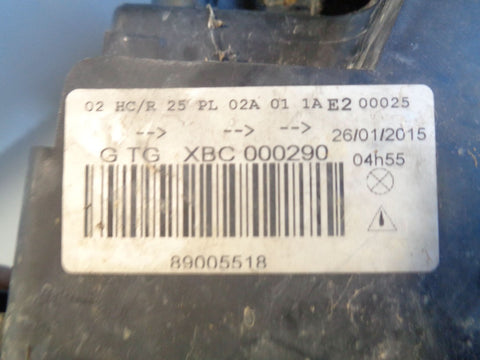 02 HC/R 25 PL 02A 01 1A E2 00025
--> --> --> 26/01/2015
G TG XBC 000290 04h55
89005518